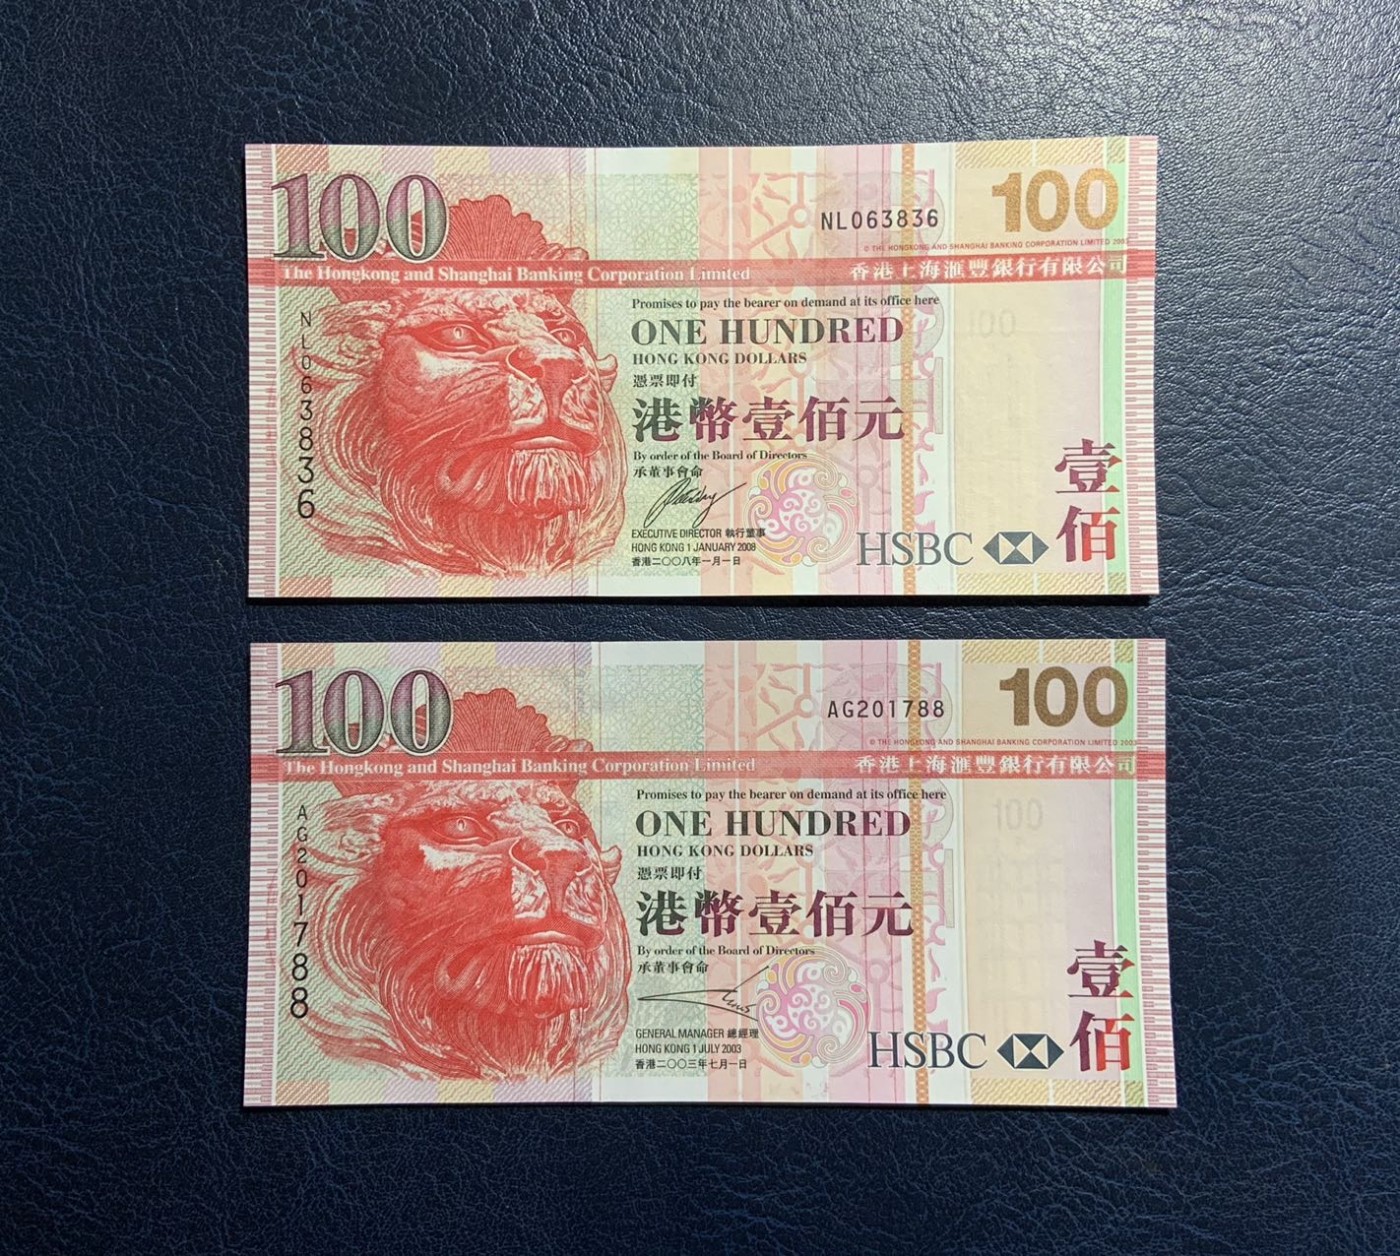 100
NL063836
100
© THE HONGKONG AND SHANGHAI BANKING CORPORATION LIMITED
The Hongkong and Shanghai Banking Corporation Limited 香港上海滙豐銀行有限公司
NL063836
Promises to pay the bearer on demand at its office here
ONE HUNDRED
HONG KONG DOLLARS
憑票即付
港幣壹佰元
By order of the Board of Directors
承董事會命
EXECUTIVE DIRECTOR 執行董事
HONG KONG 1 JANUARY 2008
香港二〇〇八年一月一日
100
HSBC
壹佰
100
AG201788
100
© THE HONGKONG AND SHANGHAI BANKING CORPORATION LIMITED
The Hongkong and Shanghai Banking Corporation Limited 香港上海滙豐銀行有限公司
AG201788
Promises to pay the bearer on demand at its office here
ONE HUNDRED
HONG KONG DOLLARS
憑票即付
港幣壹佰元
By order of the Board of Directors
承董事會命
GENERAL MANAGER 總經理
HONG KONG 1 JULY 2003
香港二〇〇三年七月一日
100
HSBC
壹佰